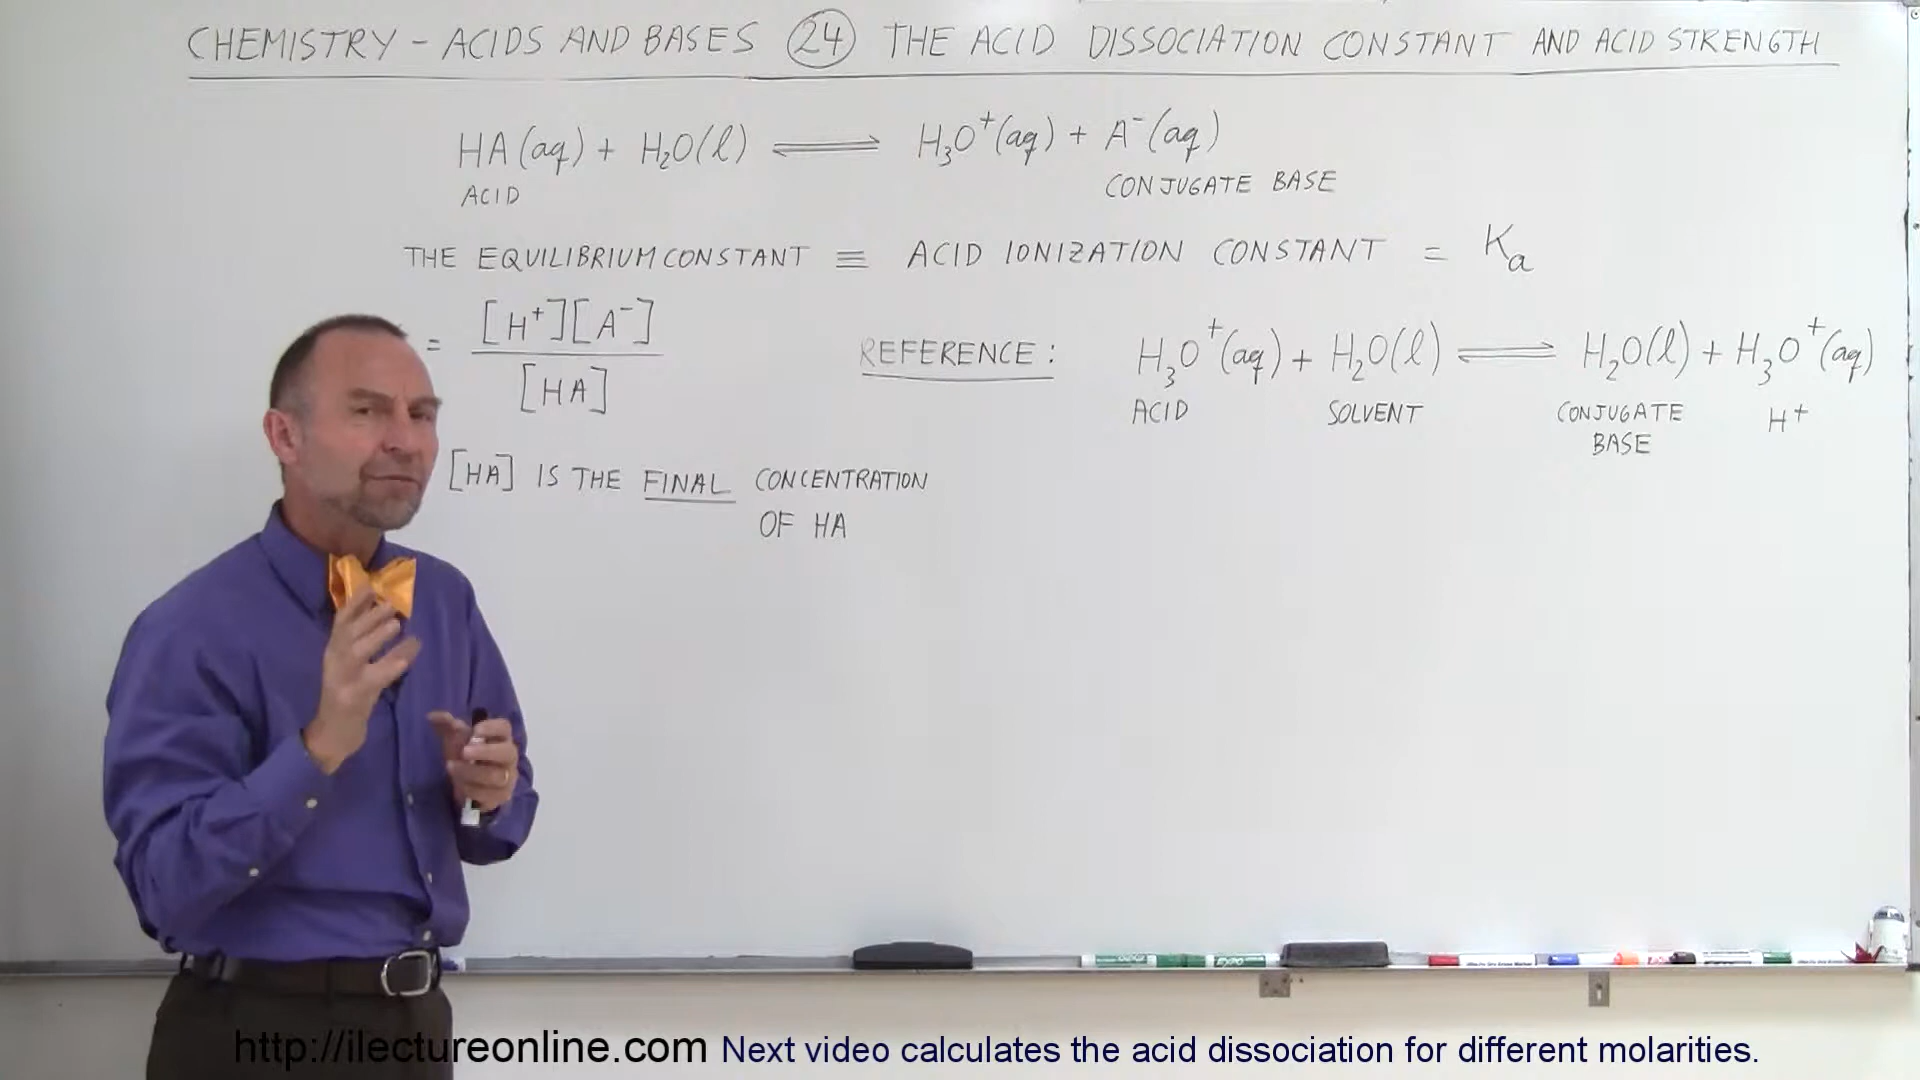 CHEMISTRY - ACIDS AND BASES 24 THE ACID DISSOCIATION CONSTANT AND ACID STRENGTH
HA(aq) + H₂O(l) ⇌ H₃O⁺(aq) + A⁻(aq)
ACID CONJUGATE BASE
THE EQUILIBRIUM CONSTANT ≡ ACID IONIZATION CONSTANT = Kₐ
= [H⁺][A⁻]
[HA]
REFERENCE: H₃O⁺(aq) + H₂O(l) ⇌ H₂O(l) + H₃O⁺(aq)
ACID SOLVENT CONJUGATE H⁺
BASE
[HA] IS THE FINAL CONCENTRATION
OF HA
http://ilectureonline.com Next video calculates the acid dissociation for different molarities.